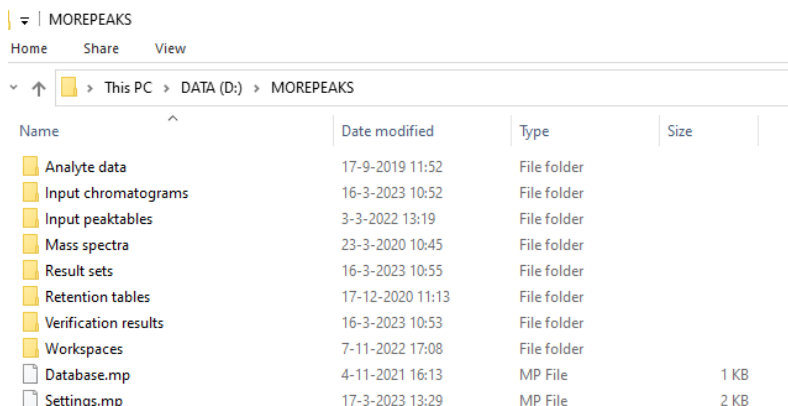 MOREPEAKS
Home Share View
This PC > DATA (D:) > MOREPEAKS
Name Date modified Type Size
Analyte data 17-9-2019 11:52 File folder
Input chromatograms 16-3-2023 10:52 File folder
Input peaktables 3-3-2022 13:19 File folder
Mass spectra 23-3-2020 10:45 File folder
Result sets 16-3-2023 10:55 File folder
Retention tables 17-12-2020 11:13 File folder
Verification results 16-3-2023 10:53 File folder
Workspaces 7-11-2022 17:08 File folder
Database.mp 4-11-2021 16:13 MP File 1 KB
Settings.mp 17-3-2023 13:29 MP File 2 KB